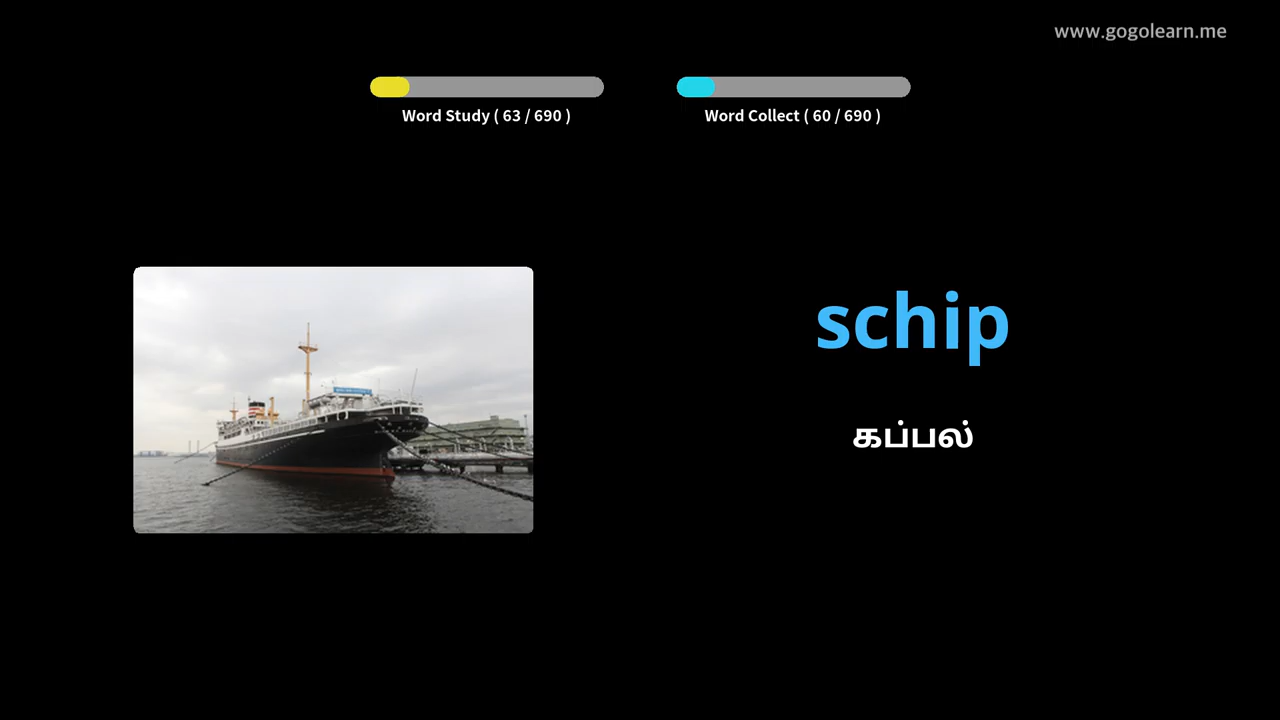 www.gogolearn.me
Word Study ( 63 / 690 )
Word Collect ( 60 / 690 )
schip
கப்பல்